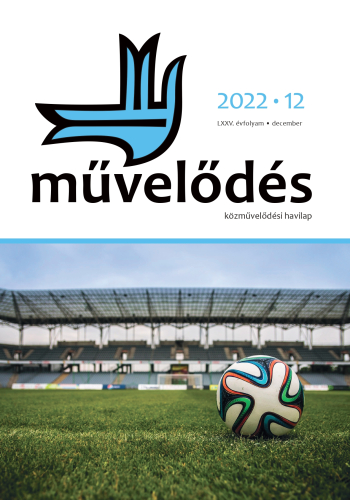 2022 • 12
LXXV. évfolyam • december
művelődés
közművelődési havilap